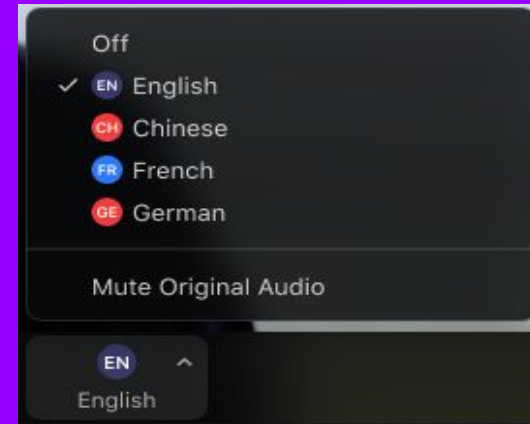 Off
EN English
CH Chinese
FR French
GE German
Mute Original Audio
EN
English